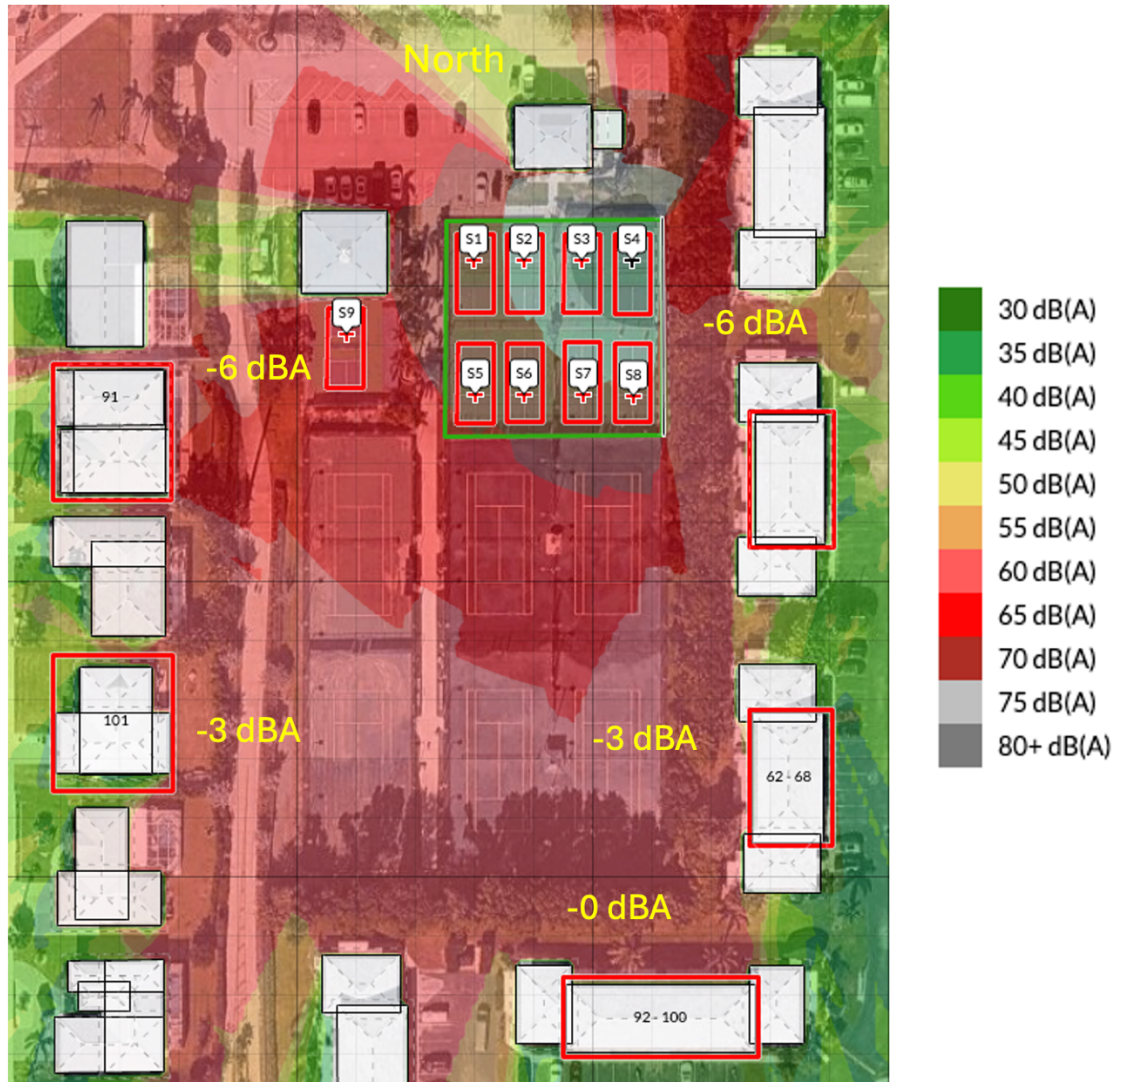 North
S1 S2 S3 S4
-6 dBA
S9
-6 dBA
S5 S6 S7 S8
91
-3 dBA
101
-3 dBA
62 - 68
-0 dBA
92 - 100
30 dB(A)
35 dB(A)
40 dB(A)
45 dB(A)
50 dB(A)
55 dB(A)
60 dB(A)
65 dB(A)
70 dB(A)
75 dB(A)
80+ dB(A)